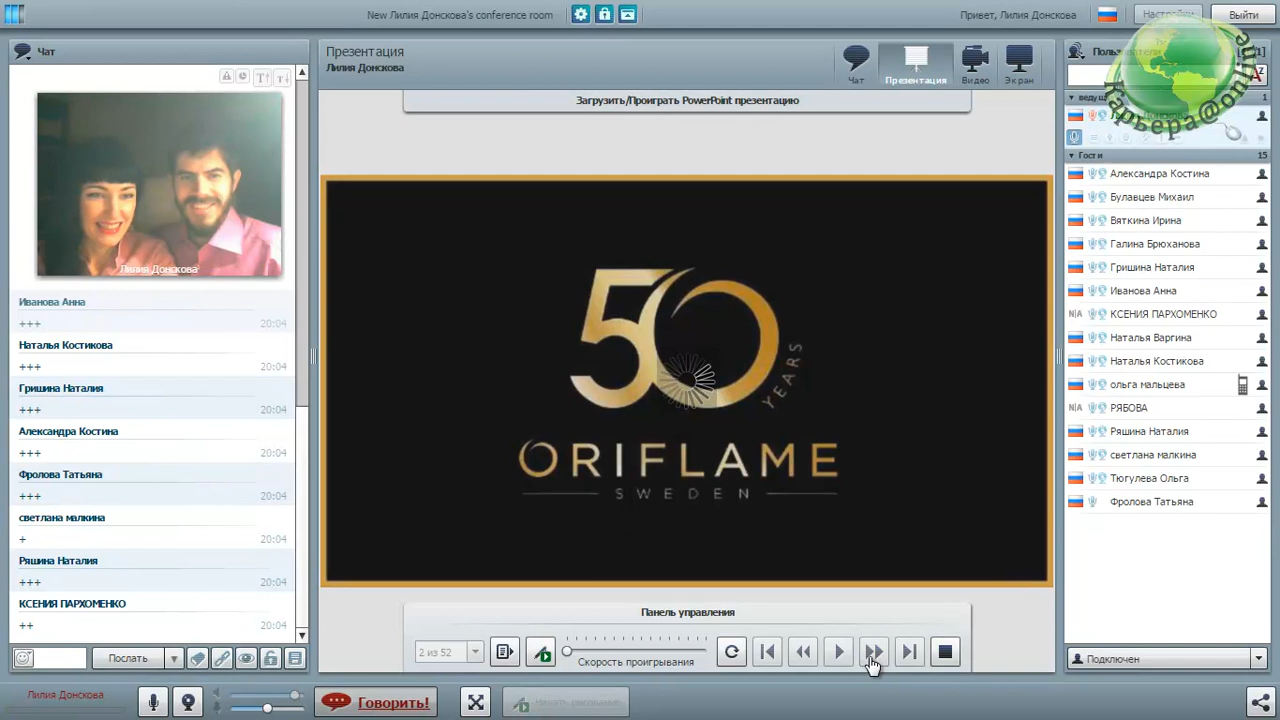 New Лилия Донскова's conference room
Привет, Лилия Донскова
Настройки
Выйти
Чат
Лилия Донскова
Иванова Анна
+++
20:04
Наталья Костикова
+++
20:04
Гришина Наталия
+++
20:04
Александра Костина
+++
20:04
Фролова Татьяна
+++
20:04
светлана малкина
+
20:04
Ряшина Наталия
+++
20:04
КСЕНИЯ ПАРХОМЕНКО
++
20:04
Послать
Презентация
Лилия Донскова
Чат
Презентация
Видео
Экран
Загрузить/Проиграть PowerPoint презентацию
50
YEARS
ORIFLAME
SWEDEN
Панель управления
2 из 52
Скорость проигрывания
карьера@online
1
Гости
15
Александра Костина
Булавцев Михаил
Вяткина Ирина
Галина Брюханова
Гришина Наталия
Иванова Анна
N/A
КСЕНИЯ ПАРХОМЕНКО
Наталья Варгина
Наталья Костикова
ольга мальцева
N/A
РЯБОВА
Ряшина Наталия
светлана малкина
Тюгулева Ольга
Фролова Татьяна
Подключен
Лилия Донскова
Говорить!
Начать рисование